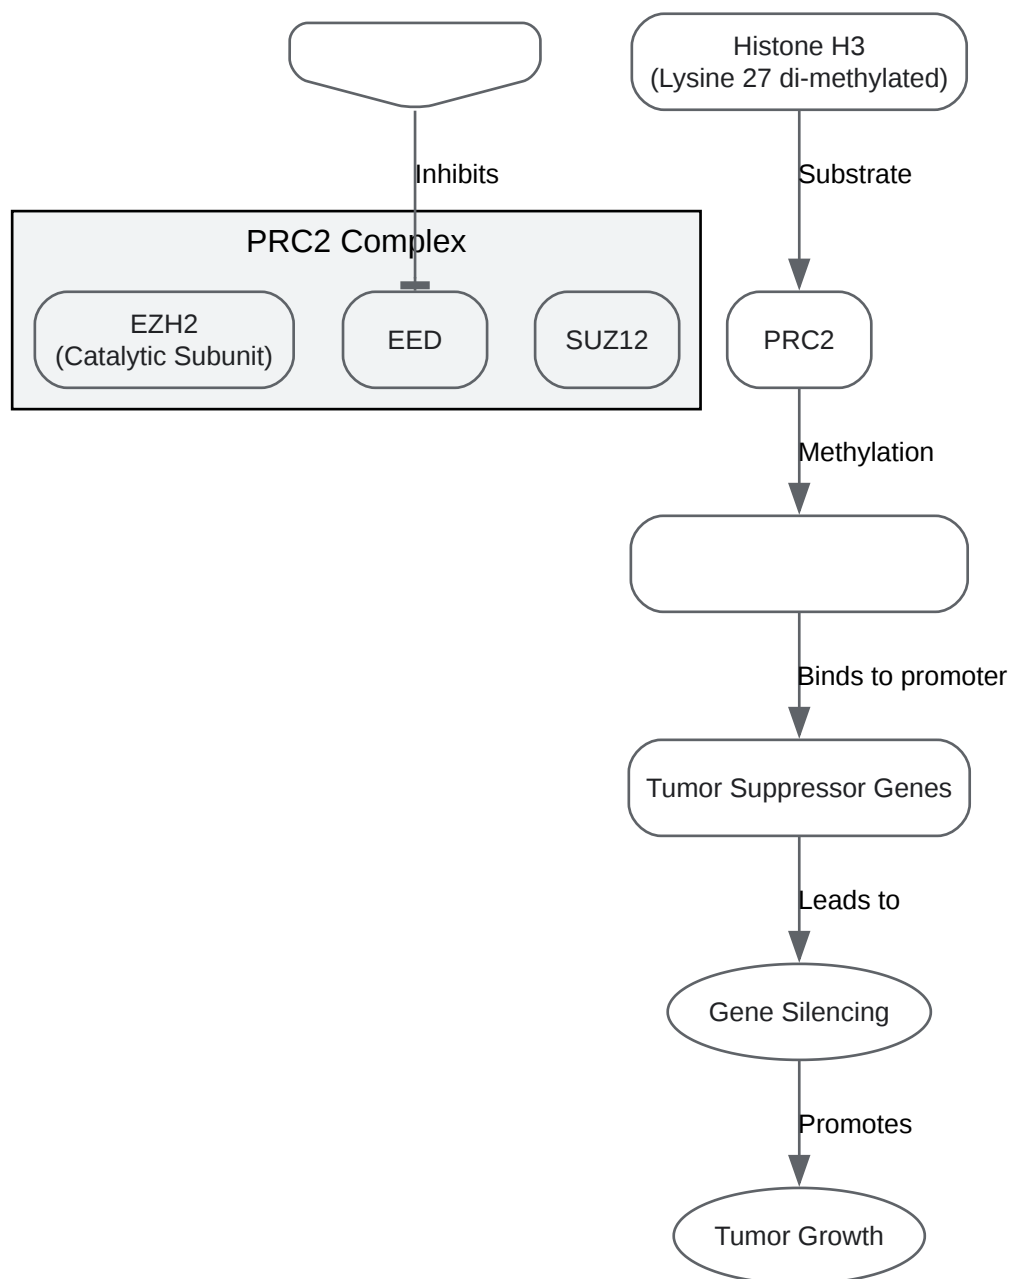 Histone H3
(Lysine 27 di-methylated)
Inhibits
Substrate
PRC2 Complex
EZH2
(Catalytic Subunit)
EED
SUZ12
PRC2
Methylation
Binds to promoter
Tumor Suppressor Genes
Leads to
Gene Silencing
Promotes
Tumor Growth